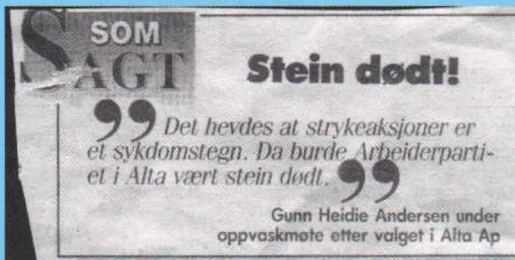 SOM
SAGT
Stein dødt!
”Det hevdes at strykeaksjoner er
et sykdomstegn. Da burde Arbeiderparti-
et i Alta vært stein dødt.”
Gunn Heidie Andersen under
oppvaskmøte etter valget i Alta Ap